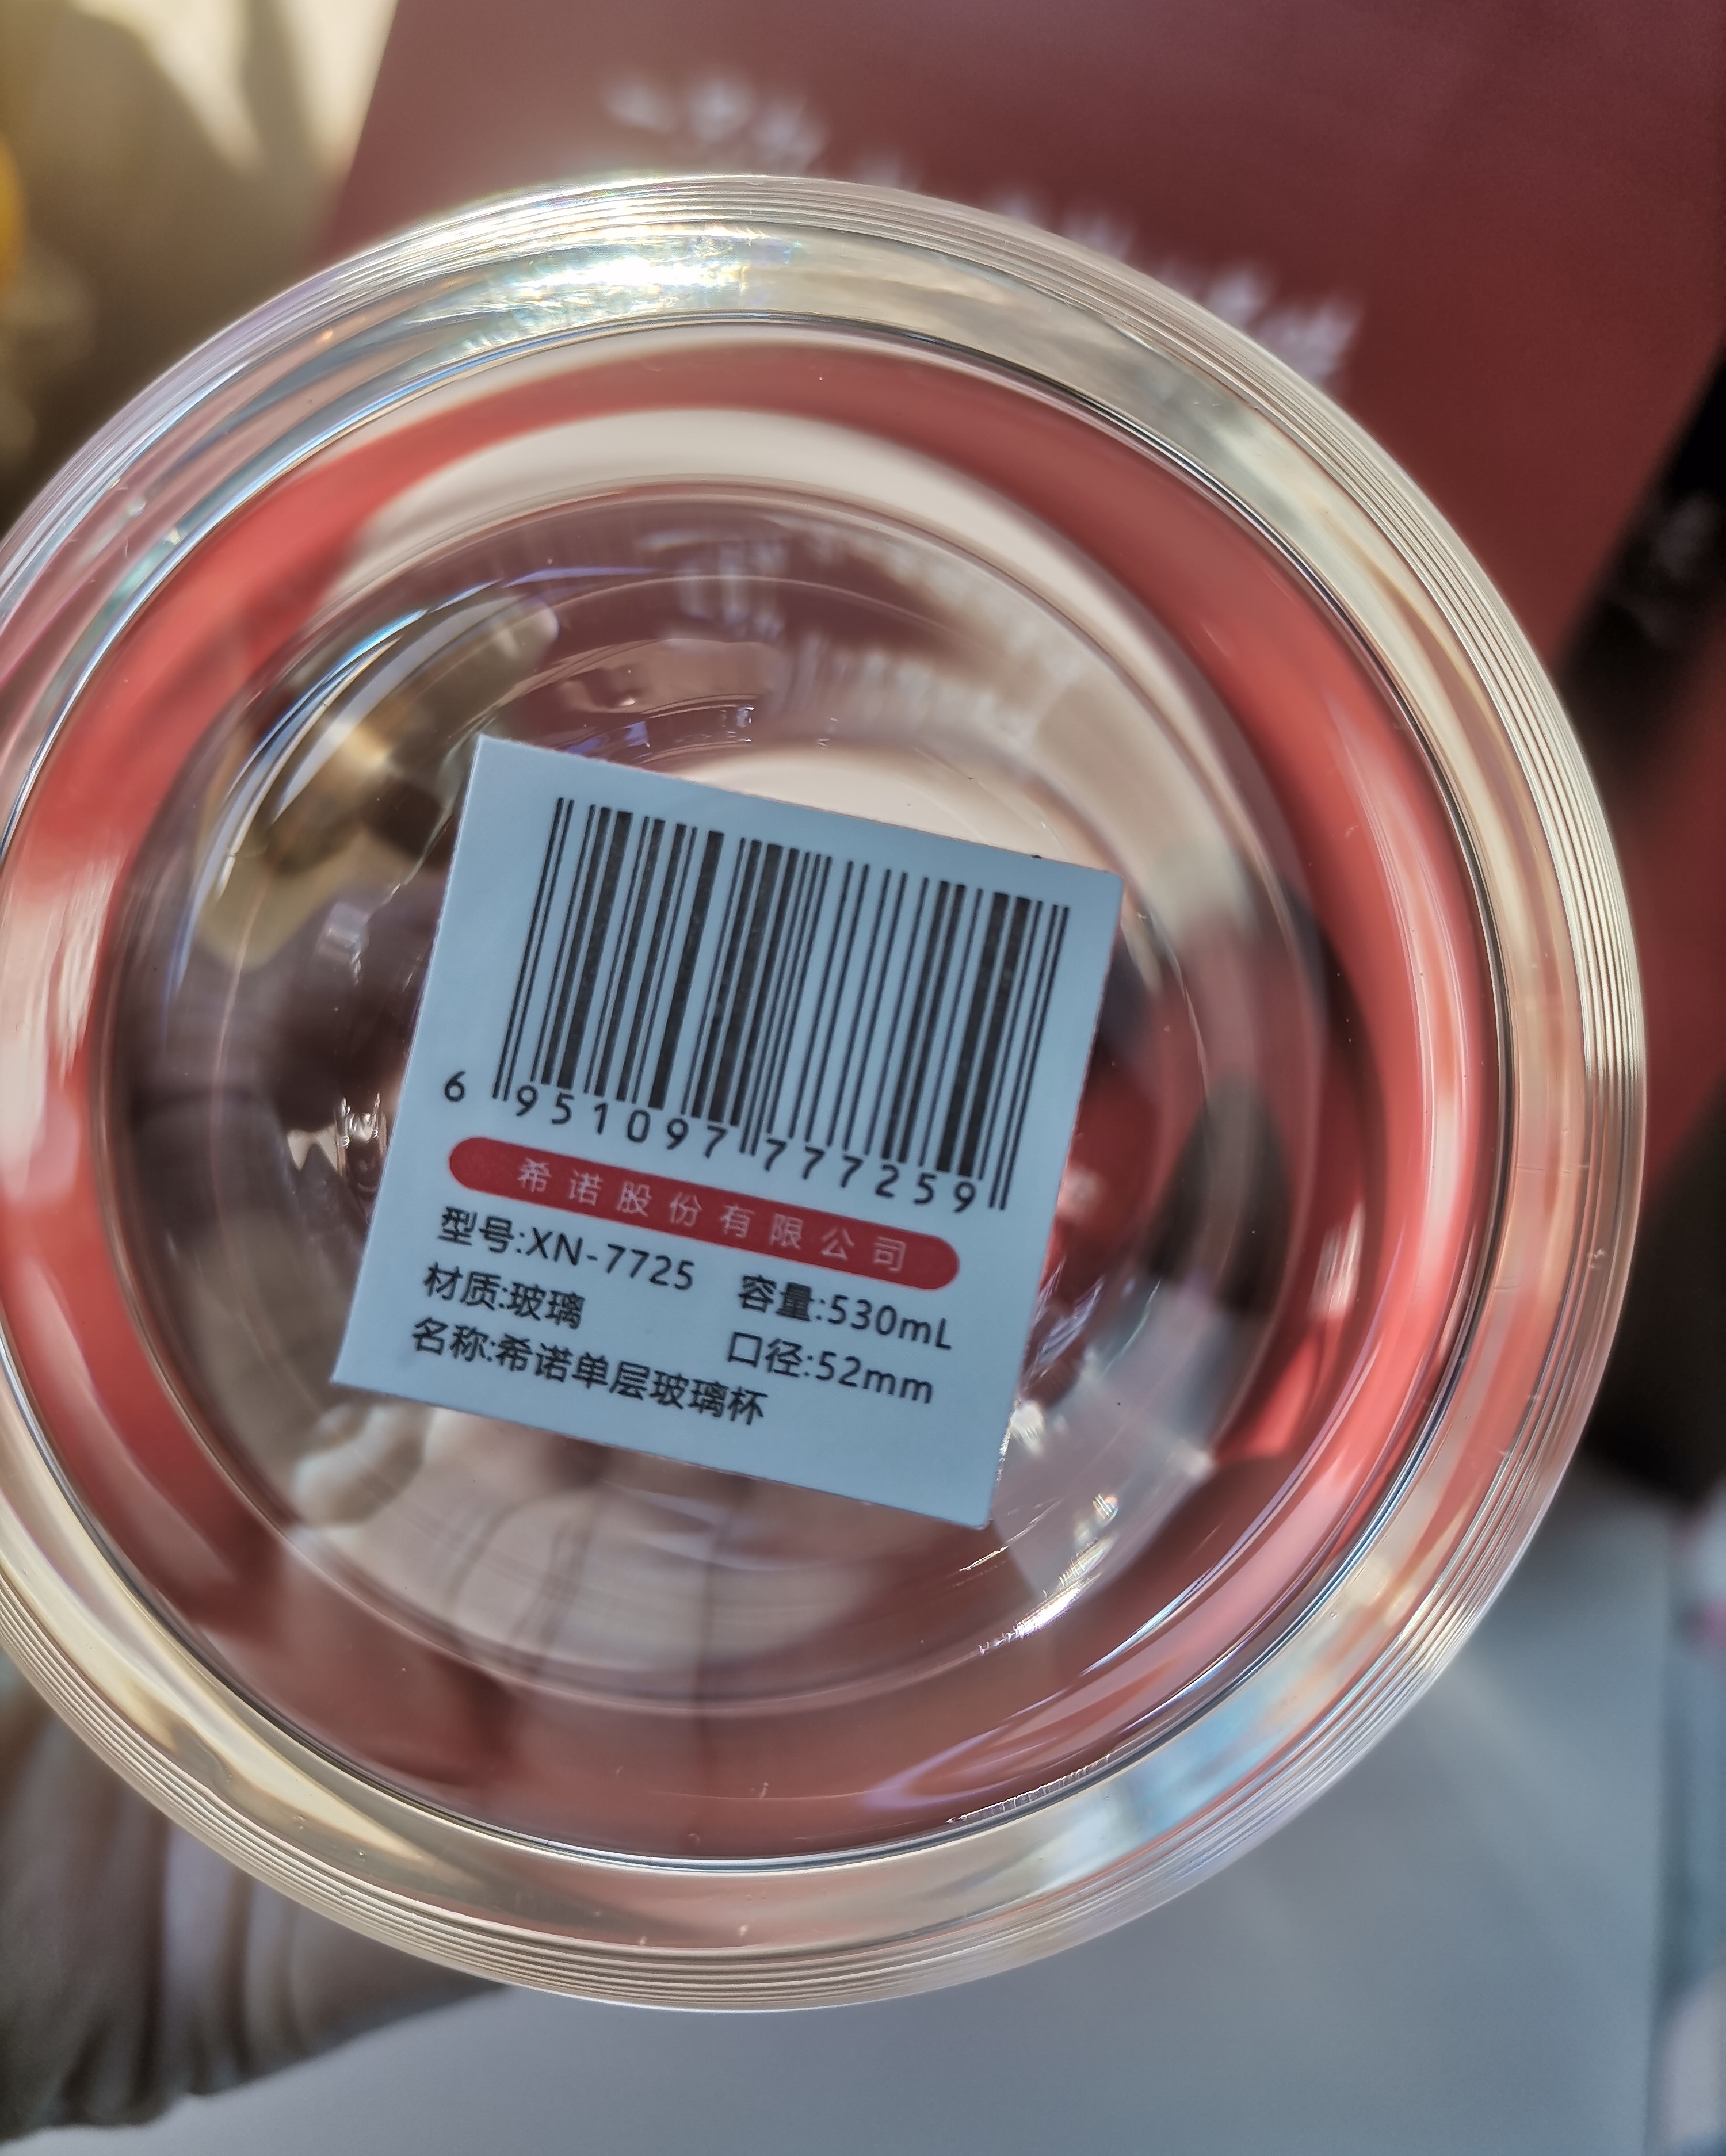 6 951097 777259
希诺股份有限公司
型号:XN-7725 容量:530mL
材质:玻璃 口径:52mm
名称:希诺单层玻璃杯